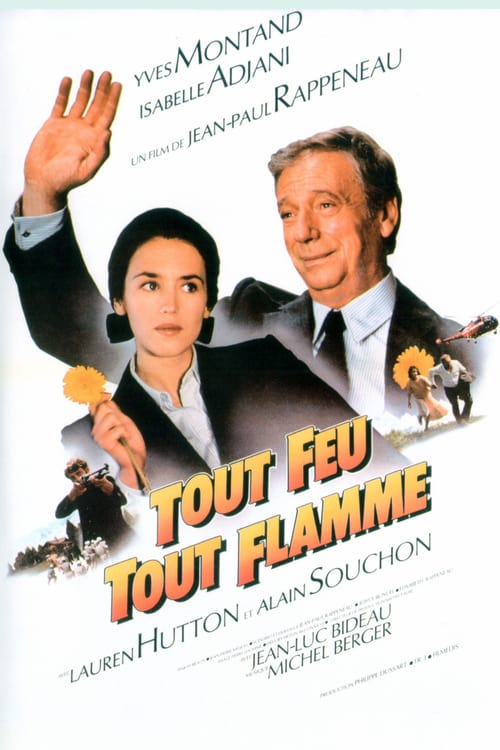 YVES MONTAND
ISABELLE ADJANI
UN FILM DE JEAN-PAUL RAPPENEAU
TOUT FEU
TOUT FLAMME
AVEC LAUREN HUTTON ET ALAIN SOUCHON
AVEC JEAN-LUC BIDEAU
MUSIQUE MICHEL BERGER
PRODUCTION PHILIPPE DUSSART